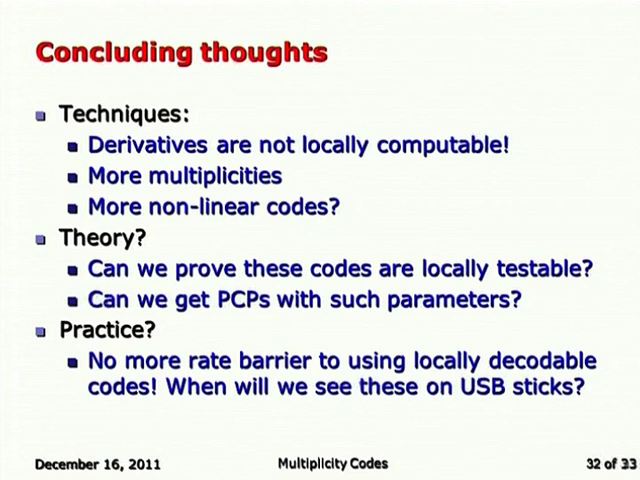 Concluding thoughts
Techniques:
Derivatives are not locally computable!
More multiplicities
More non-linear codes?
Theory?
Can we prove these codes are locally testable?
Can we get PCPs with such parameters?
Practice?
No more rate barrier to using locally decodable
codes! When will we see these on USB sticks?
December 16, 2011
Multiplicity Codes
32 of 33